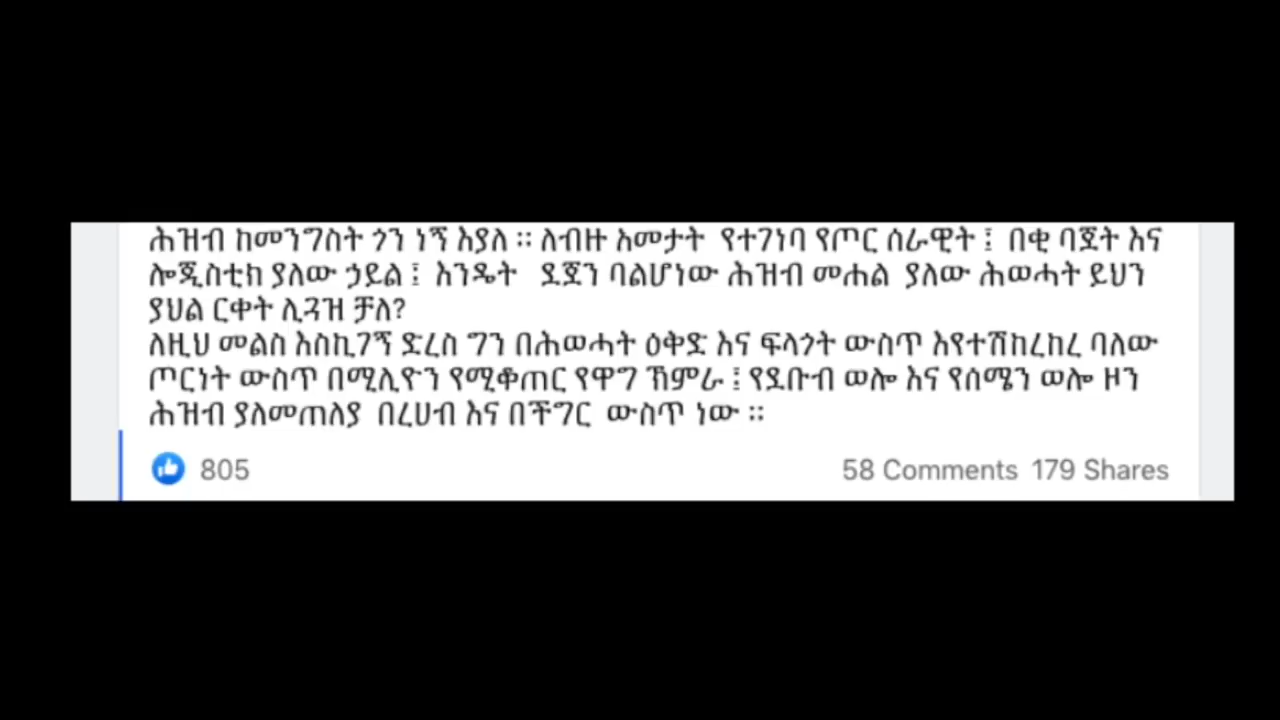 ሕዝብ ከመንግስት ጎን ነኝ እያለ ፡፡ ለብዙ አመታት የተገነባ የጦር ሰራዊት ፤ በቂ ባጀት እና
ሎጂስቲክ ያለው ኃይል ፤ እንዴት ደጀን ባልሆነው ሕዝብ መሐል ያለው ሕወሓት ይህን
ያህል ርቀት ሊጓዝ ቻለ?
ለዚህ መልስ እስኪገኝ ድረስ ግን በሕወሓት ዕቅድ እና ፍላጎት ውስጥ እየተሽከረከረ ባለው
ጦርነት ውስጥ በሚሊዮን የሚቆጠር የዋግ ኽምራ ፤ የደቡብ ወሎ እና የሰሜን ወሎ ዞን
ሕዝብ ያለመጠለያ በረሀብ እና በችግር ውስጥ ነው ፡፡
805 58 Comments 179 Shares